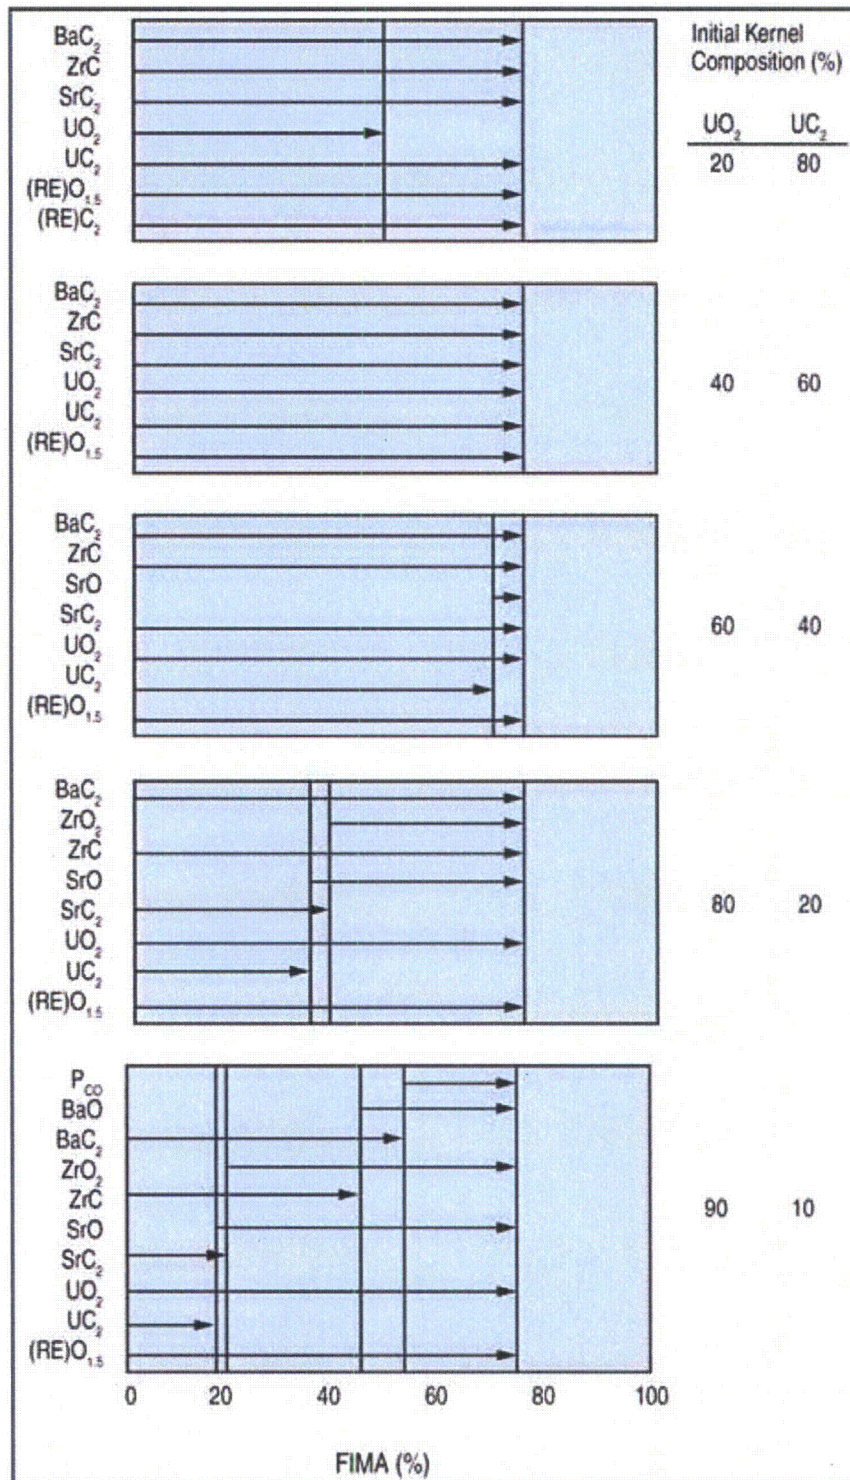 Initial Kernel
Composition (%)
UO₂ UC₂
BaC₂
ZrC
SrC₂
UO₂
UC₂
(RE)O₁.₅
(RE)C₂
20 80
BaC₂
ZrC
SrC₂
UO₂
UC₂
(RE)O₁.₅
40 60
BaC₂
ZrC
SrO
SrC₂
UO₂
UC₂
(RE)O₁.₅
60 40
BaC₂
ZrO₂
ZrC
SrO
SrC₂
UO₂
UC₂
(RE)O₁.₅
80 20
P_CO
BaO
BaC₂
ZrO₂
ZrC
SrO
SrC₂
UO₂
UC₂
(RE)O₁.₅
90 10
0 20 40 60 80 100
FIMA (%)